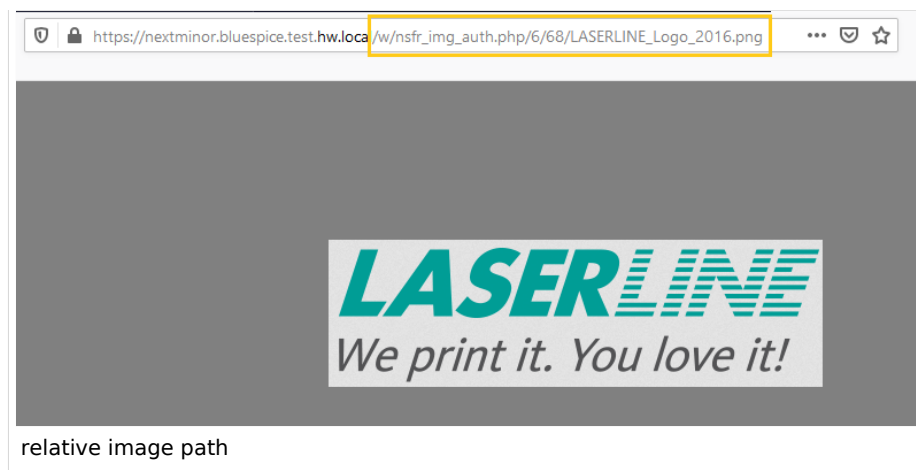 https://nextminor.bluespice.test.hw.loca/w/nsfr_img_auth.php/6/68/LASERLINE_Logo_2016.png
LASERLINE
We print it. You love it!
relative image path